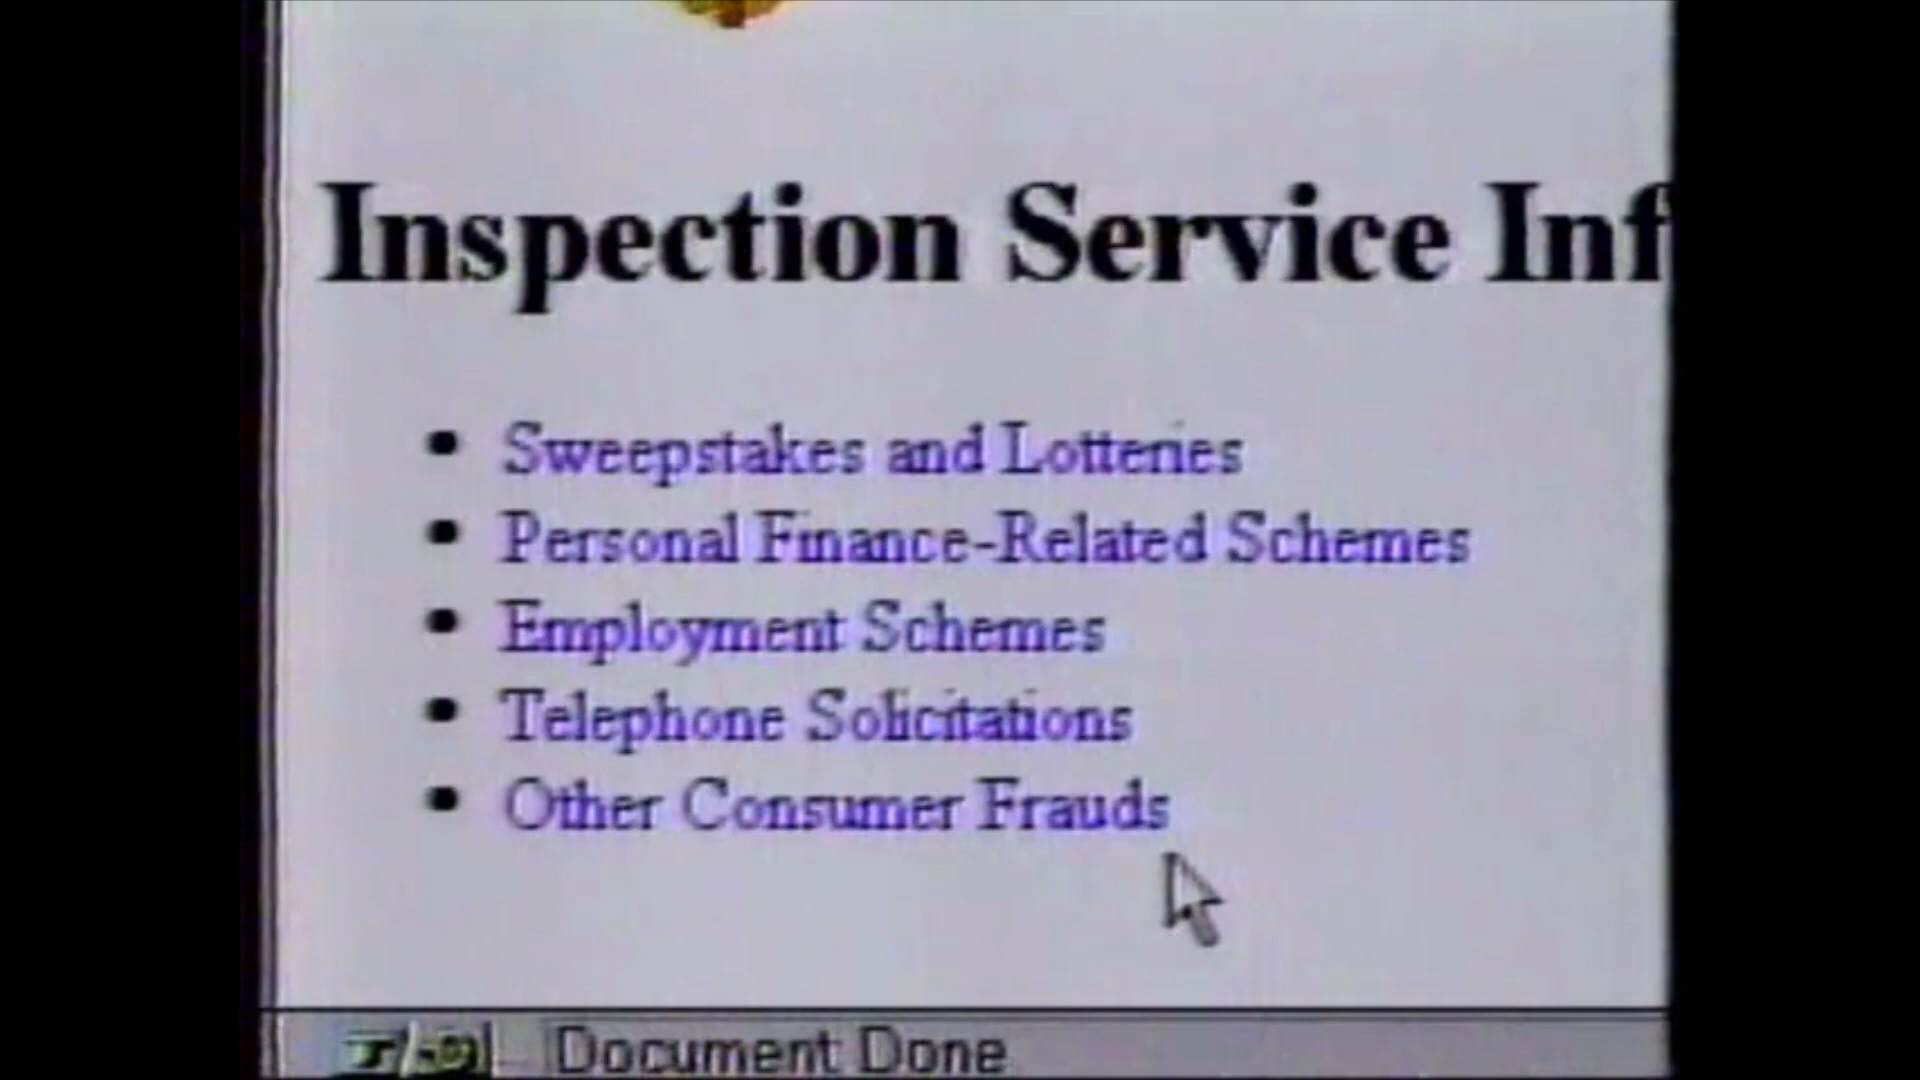 Inspection Service Inf
• Sweepstakes and Lotteries
• Personal Finance-Related Schemes
• Employment Schemes
• Telephone Solicitations
• Other Consumer Frauds
Document Done